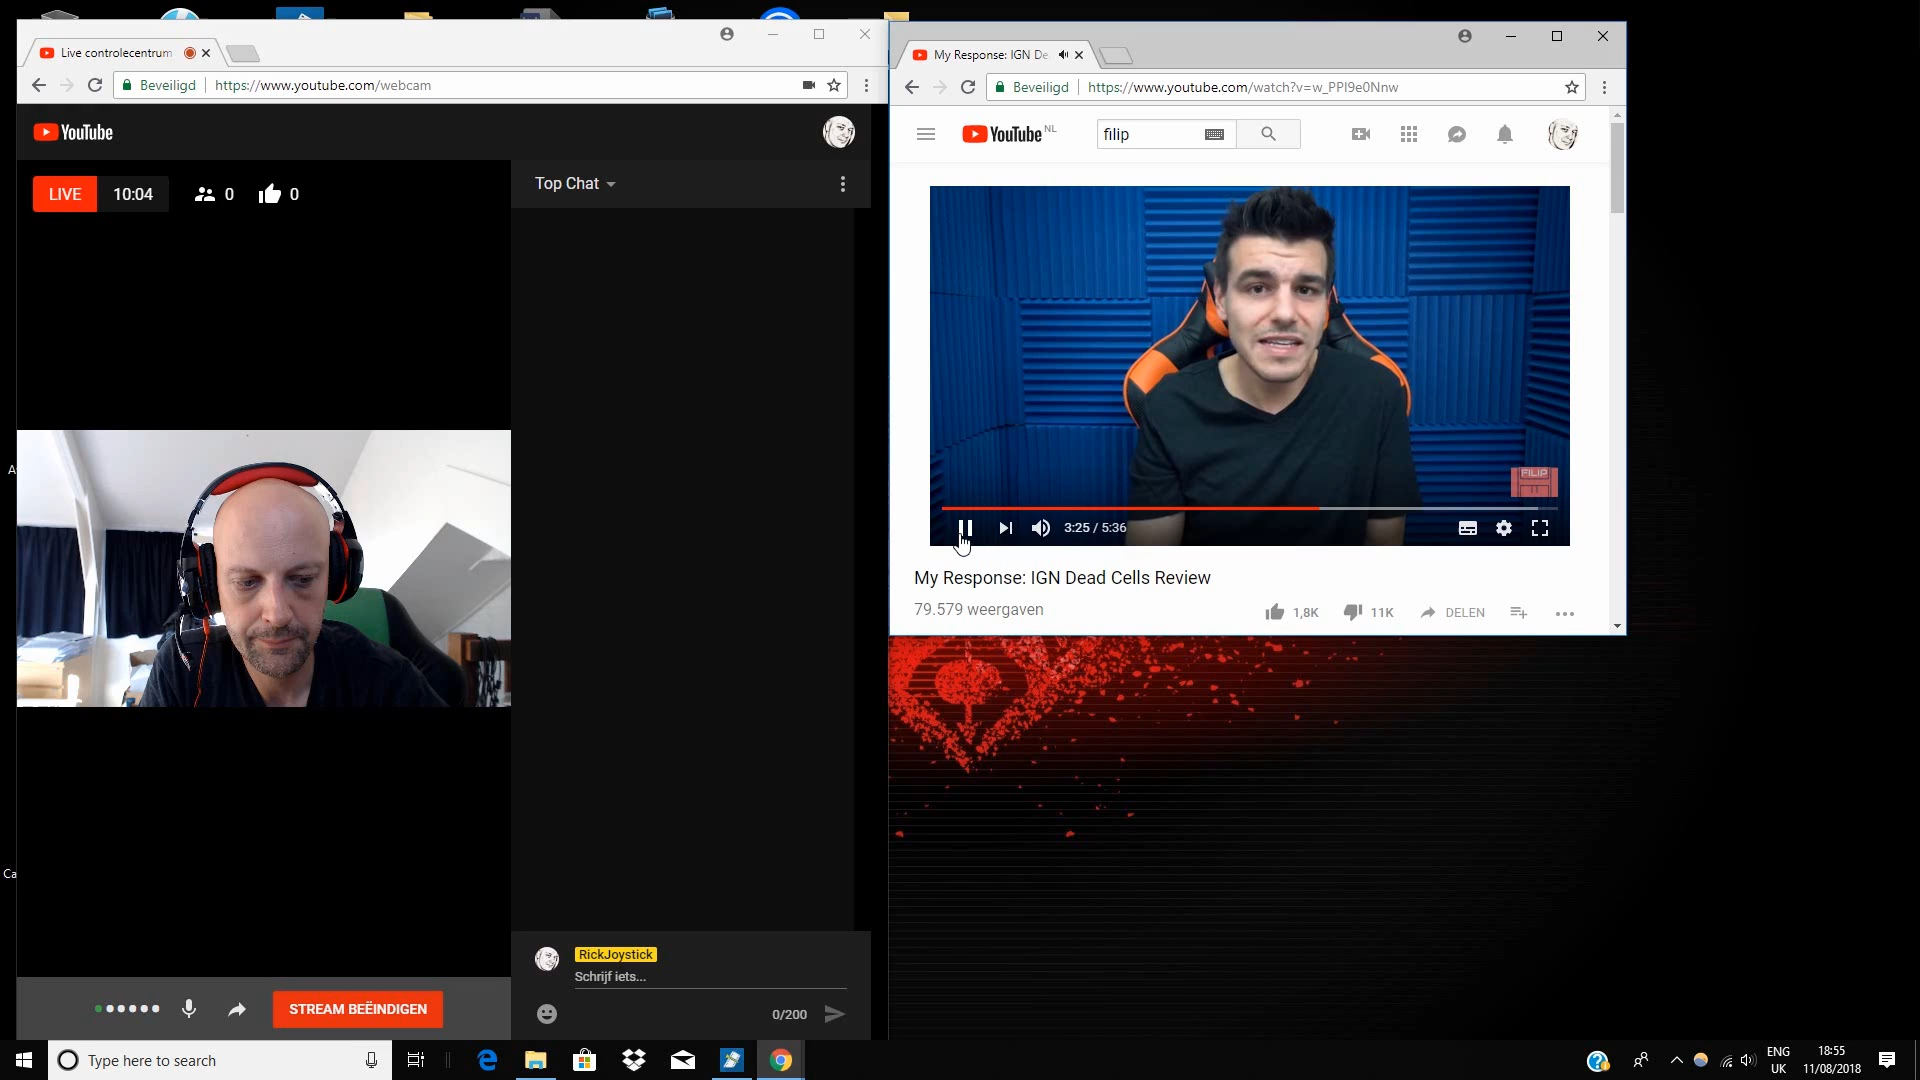 Live controlecentrum
Beveiligd
https://www.youtube.com/webcam
YouTube
LIVE
10:04
0
0
Top Chat
RickJoystick
Schrijf iets...
0/200
STREAM BEËINDIGEN
My Response: IGN De
Beveiligd
https://www.youtube.com/watch?v=w_PPI9e0Nnw
YouTube NL
filip
FILIP
3:25 / 5:36
My Response: IGN Dead Cells Review
79.579 weergaven
1,8K
11K
DELEN
A
Ca
Type here to search
ENG
UK
18:55
11/08/2018